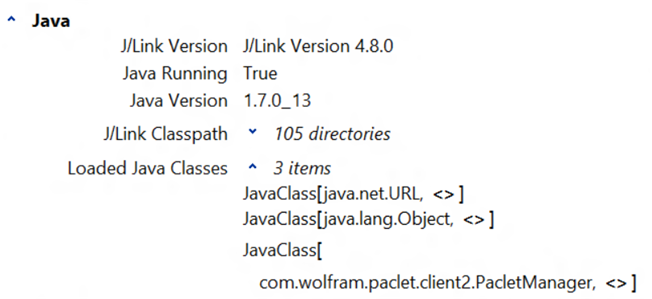 Java
J/Link Version J/Link Version 4.8.0
Java Running True
Java Version 1.7.0_13
J/Link Classpath 105 directories
Loaded Java Classes 3 items
JavaClass[java.net.URL, <>]
JavaClass[java.lang.Object, <>]
JavaClass[
com.wolfram.paclet.client2.PacletManager, <>]